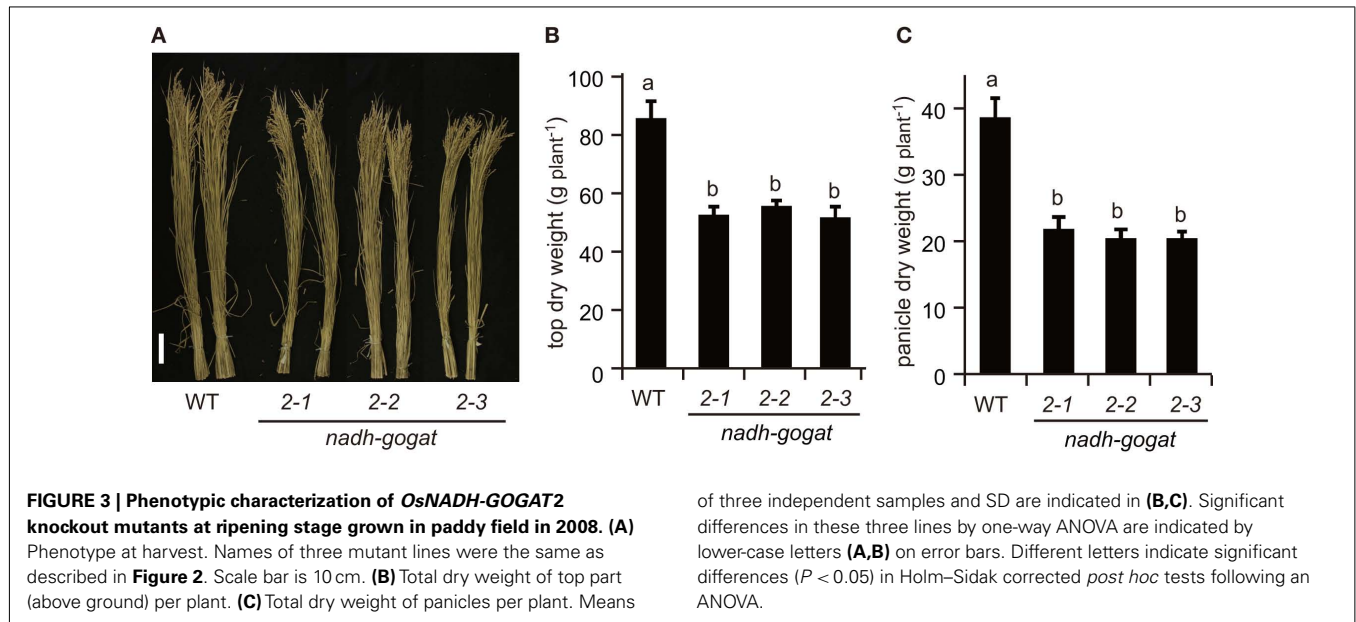 A
B
C
100
80
60
40
20
0
top dry weight (g plant-1)
a
b
b
b
40
30
20
10
0
panicle dry weight (g plant-1)
a
b
b
b
WT 2-1 2-2 2-3
nadh-gogat
WT 2-1 2-2 2-3
nadh-gogat
WT 2-1 2-2 2-3
nadh-gogat
FIGURE 3 | Phenotypic characterization of OsNADH-GOGAT2
knockout mutants at ripening stage grown in paddy field in 2008. (A)
Phenotype at harvest. Names of three mutant lines were the same as
described in Figure 2. Scale bar is 10 cm. (B) Total dry weight of top part
(above ground) per plant. (C) Total dry weight of panicles per plant. Means
of three independent samples and SD are indicated in (B,C). Significant
differences in these three lines by one-way ANOVA are indicated by
lower-case letters (A,B) on error bars. Different letters indicate significant
differences (P < 0.05) in Holm–Sidak corrected post hoc tests following an
ANOVA.